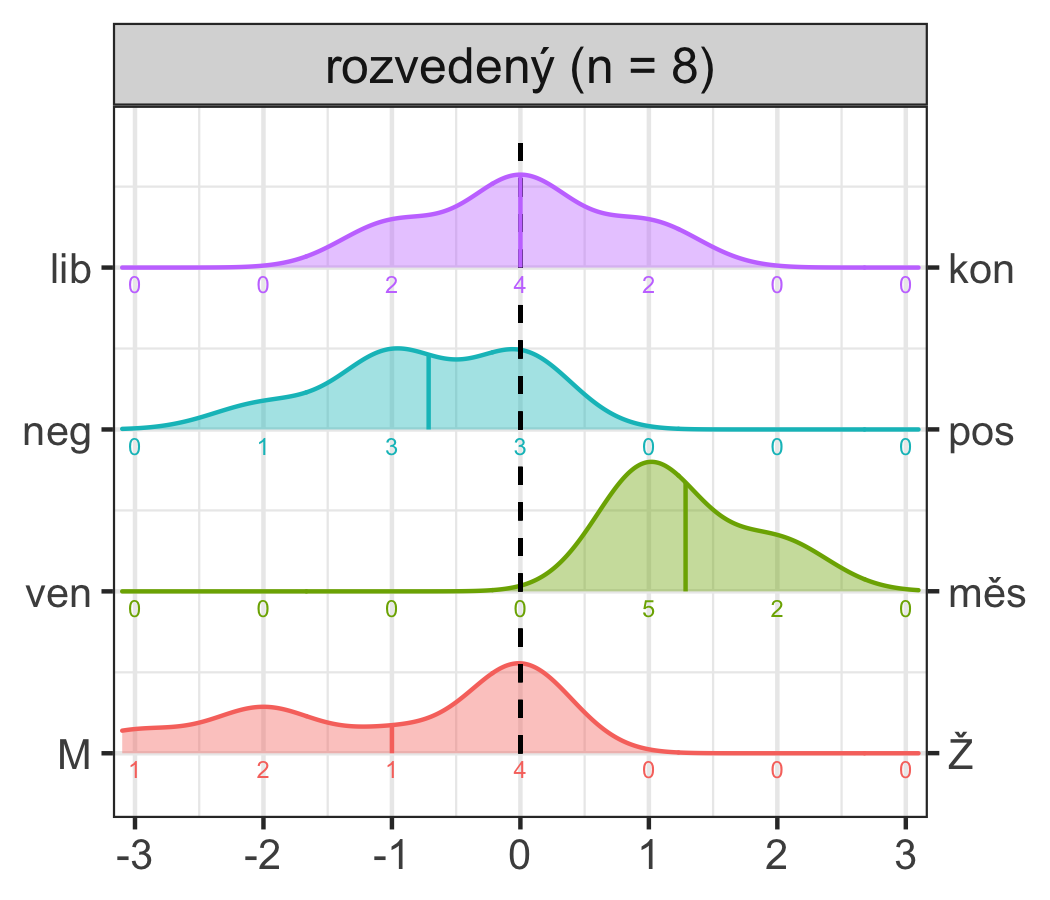 rozvedený (n = 8)
lib kon
0 0 2 4 2 0 0
neg pos
0 1 3 3 0 0 0
ven měs
0 0 0 0 5 2 0
M Ž
1 2 1 4 0 0 0
-3 -2 -1 0 1 2 3